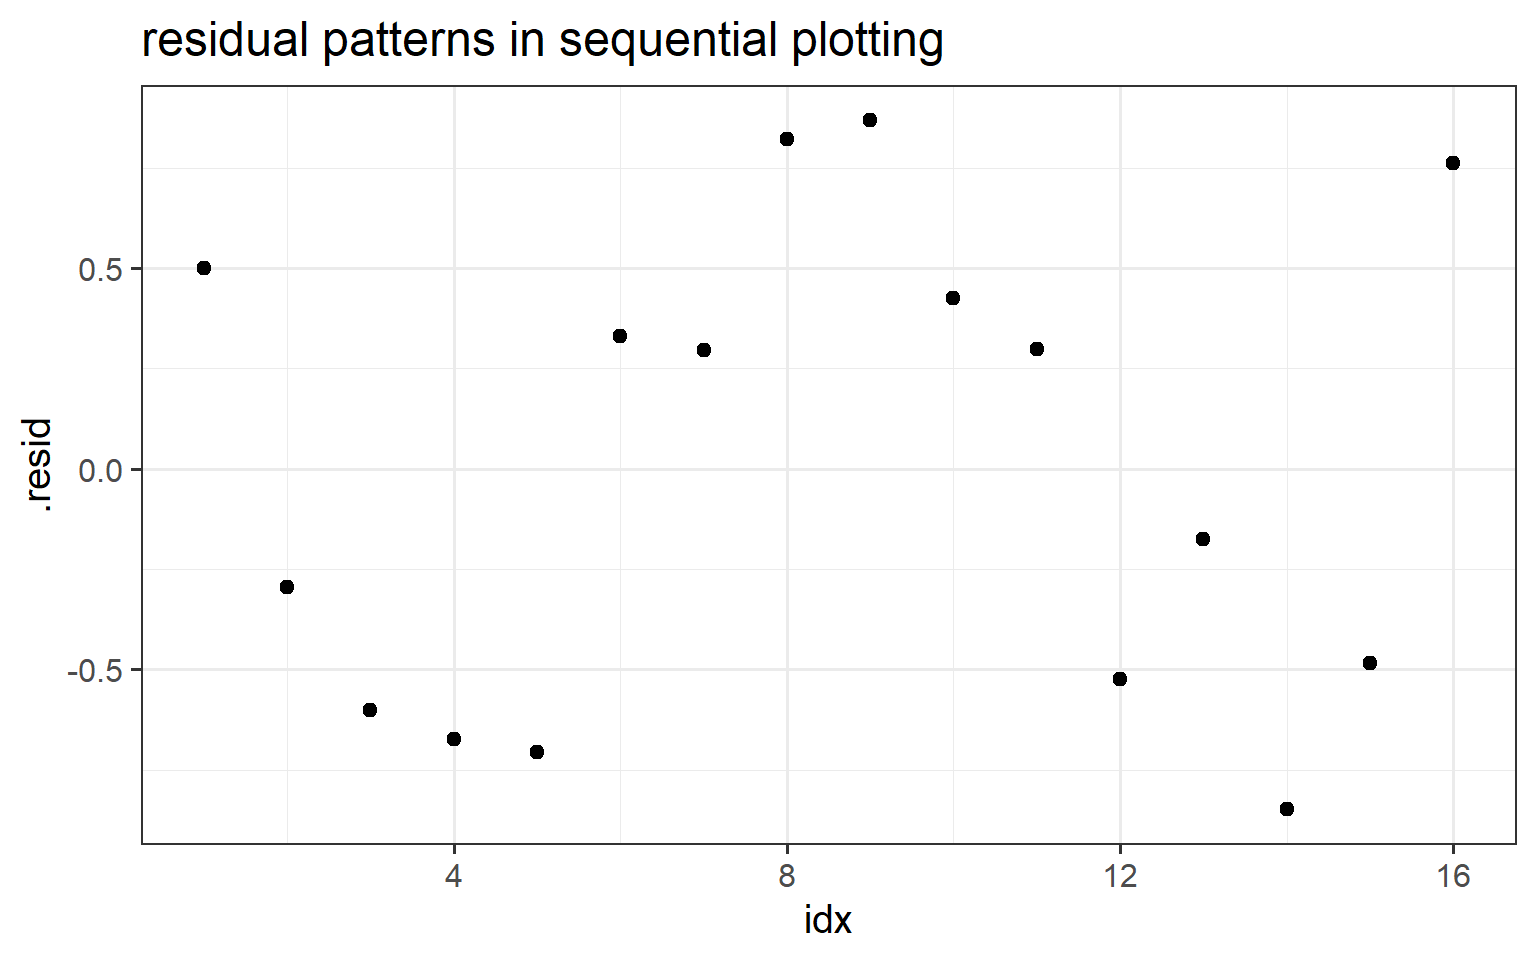 residual patterns in sequential plotting
.resid
0.5
0.0
-0.5
4 8 12 16
idx